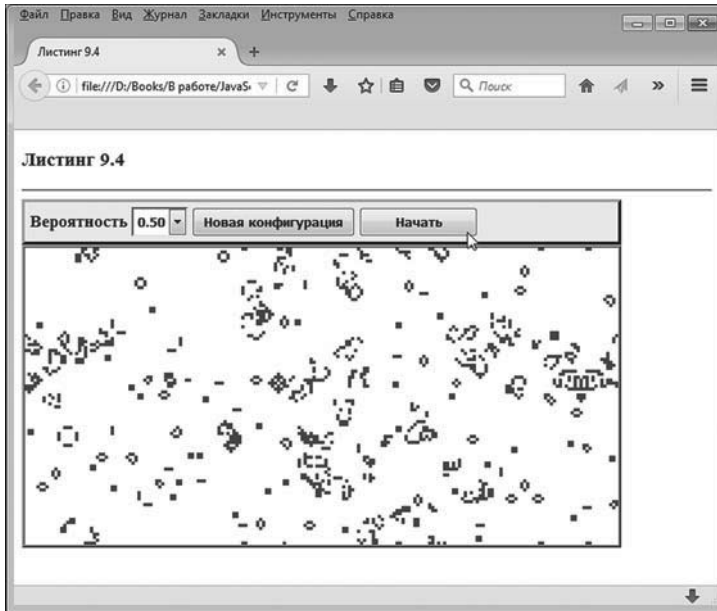 Файл Правка Вид Журнал Закладки Инструменты Справка
Листинг 9.4
file:///D:/Books/В работе/JavaS
Поиск
Листинг 9.4
Вероятность 0.50 Новая конфигурация Начать